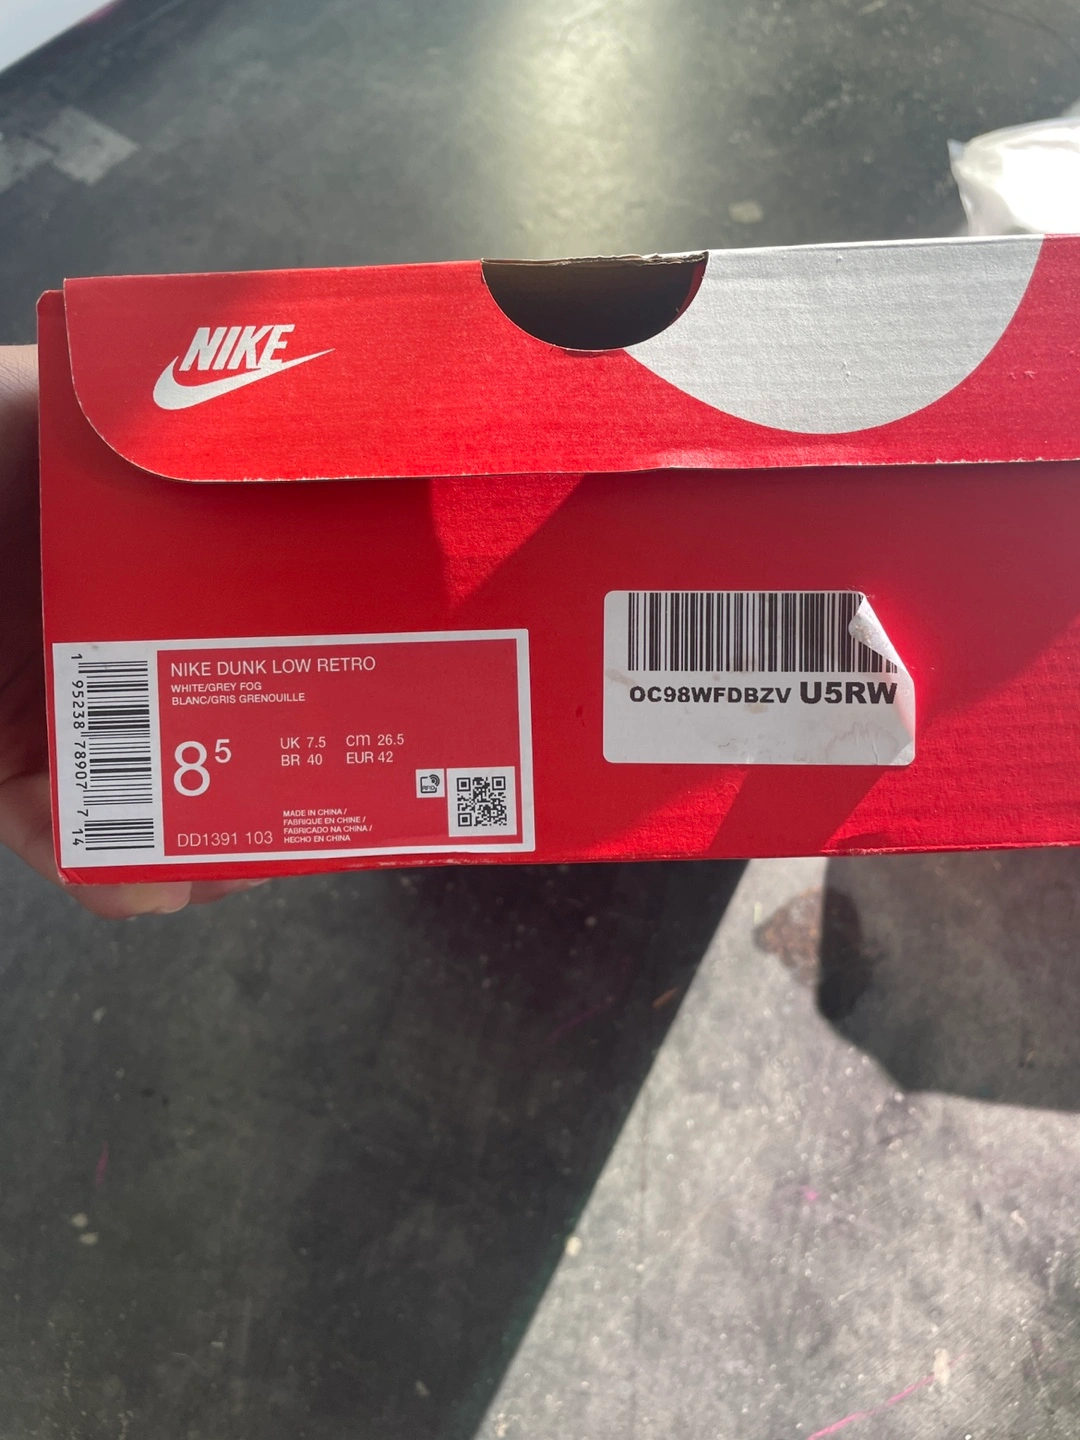 NIKE
NIKE DUNK LOW RETRO
WHITE/GREY FOG
BLANC/GRIS GRENOUILLE
8 5
UK 7.5 cm 26.5
BR 40 EUR 42
RFID
MADE IN CHINA /
FABRIQUE EN CHINE /
FABRICADO NA CHINA /
HECHO EN CHINA
DD1391 103
1 95238 78907 7 14
OC98WFDBZV U5RW